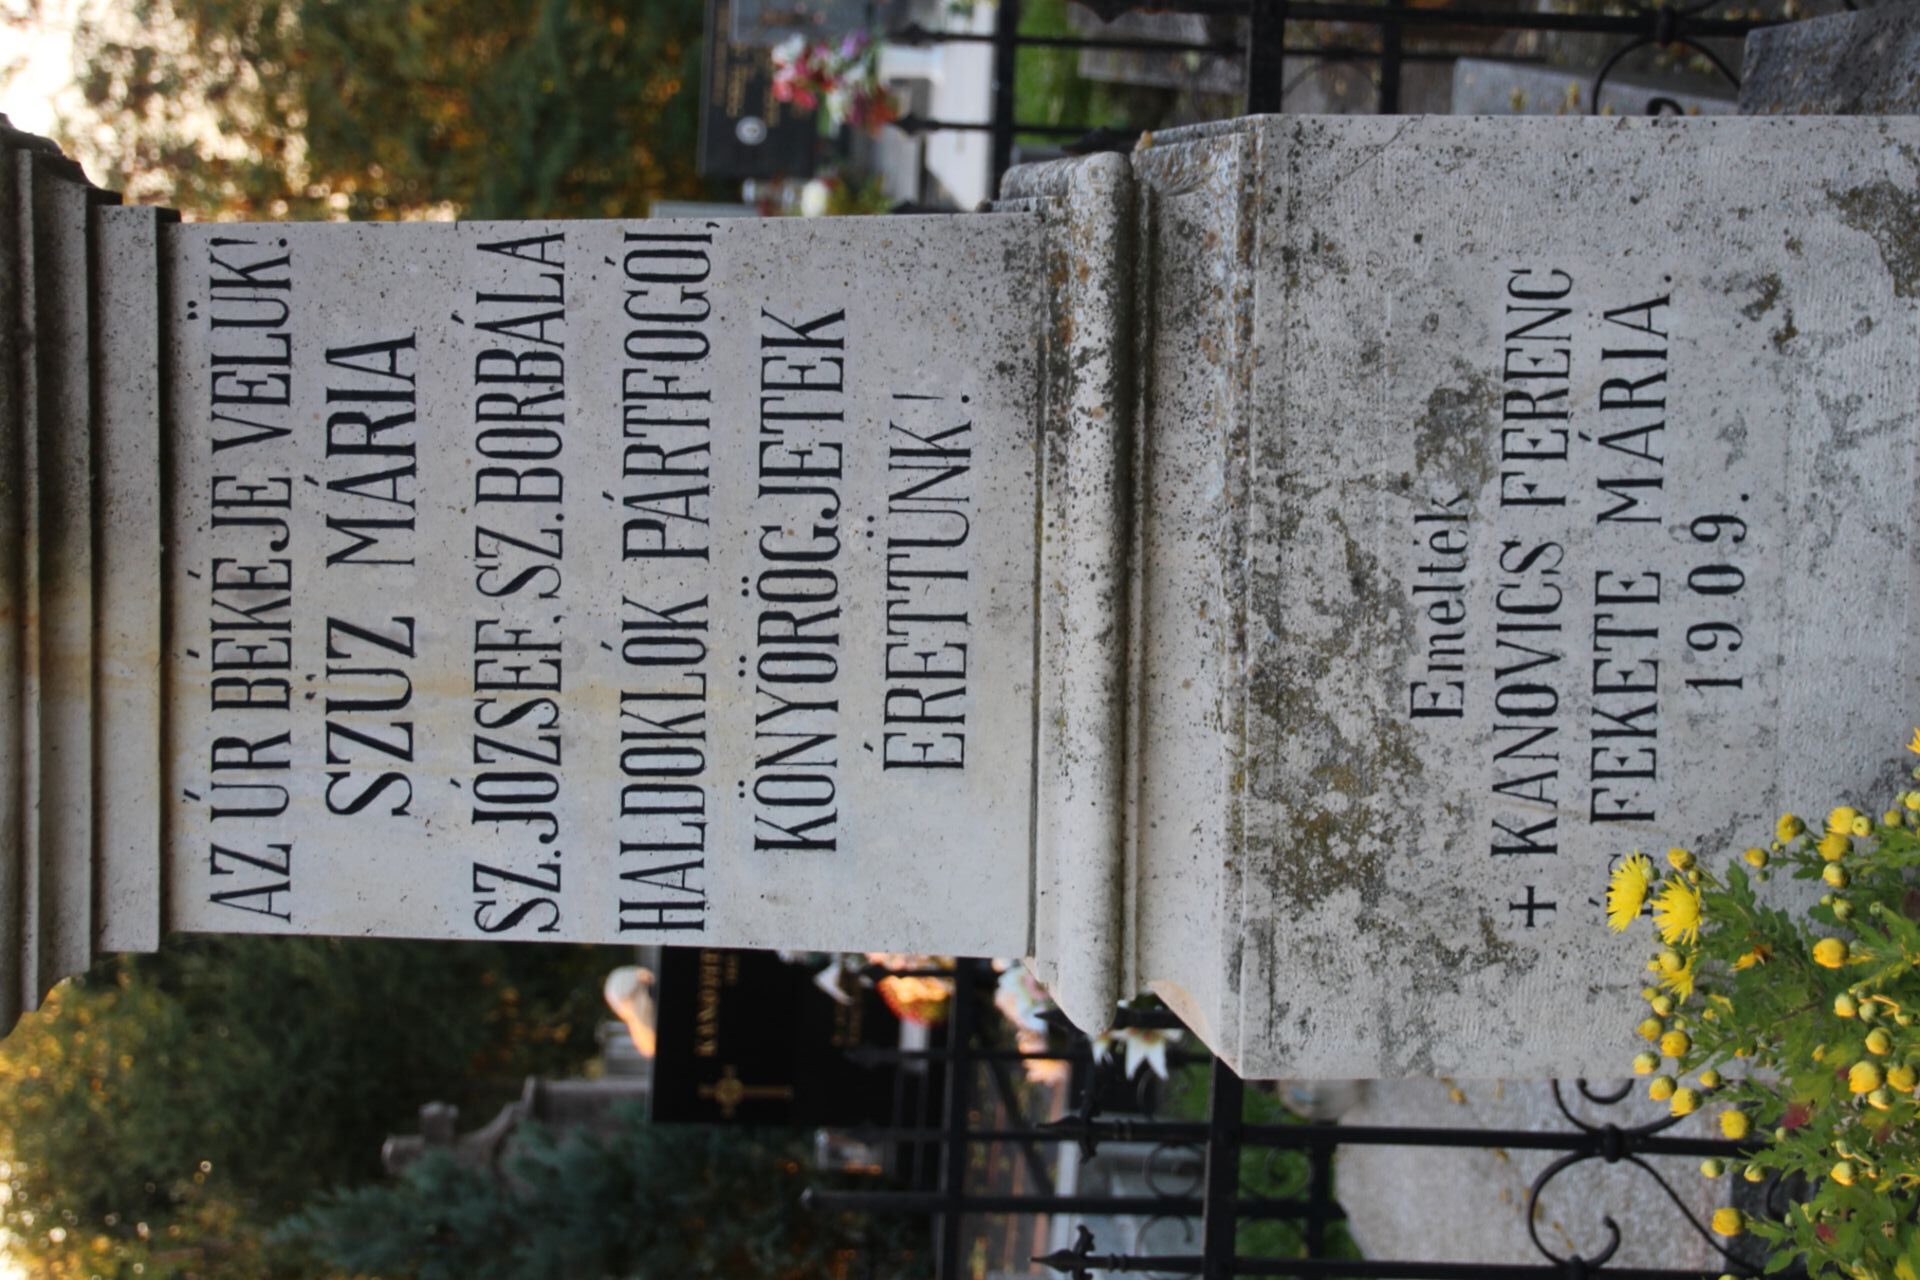 AZ ÚR BÉKÉJE VELÜK!
SZÜZ MÁRIA
SZ. JÓZSEF, SZ. BORBÁLA
HALDOKLÓK PÁRTFOGÓI,
KÖNYÖRÖGJETEK
ÉRETTÜNK!
Emelték
+ KANOVICS FERENC
ÉS FEKETE MÁRIA.
1909.